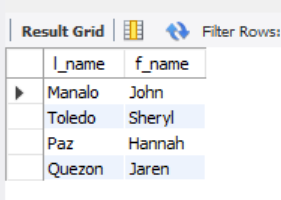 Result Grid Filter Rows:
l_name f_name
Manalo John
Toledo Sheryl
Paz Hannah
Quezon Jaren